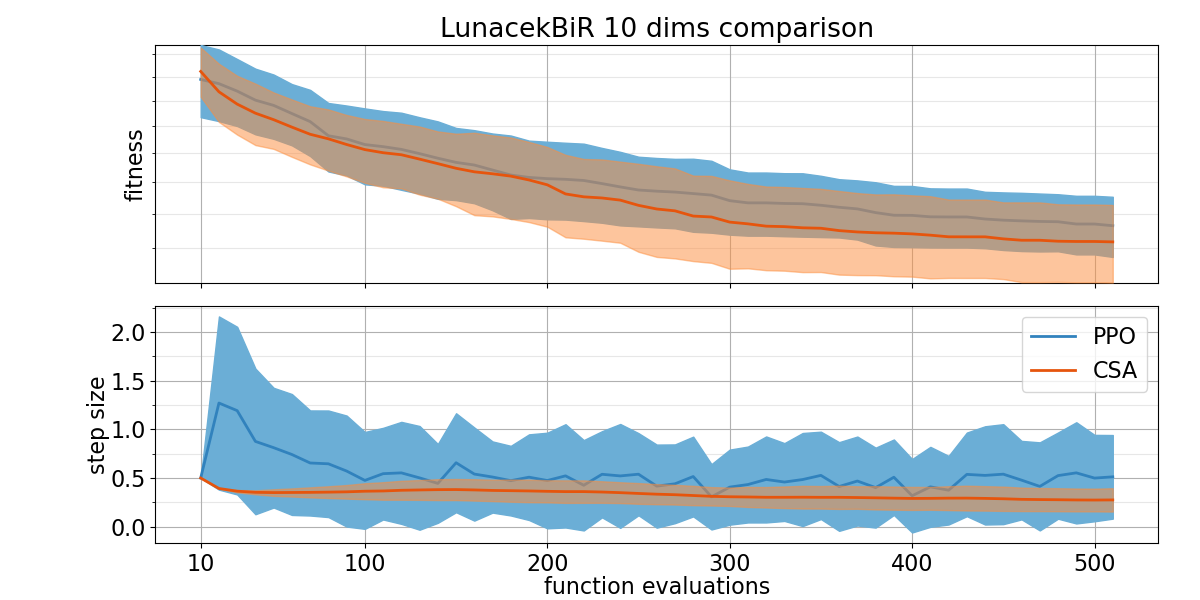 LunacekBiR 10 dims comparison
fitness
step size
2.0
1.5
1.0
0.5
0.0
PPO
CSA
10 100 200 300 400 500
function evaluations